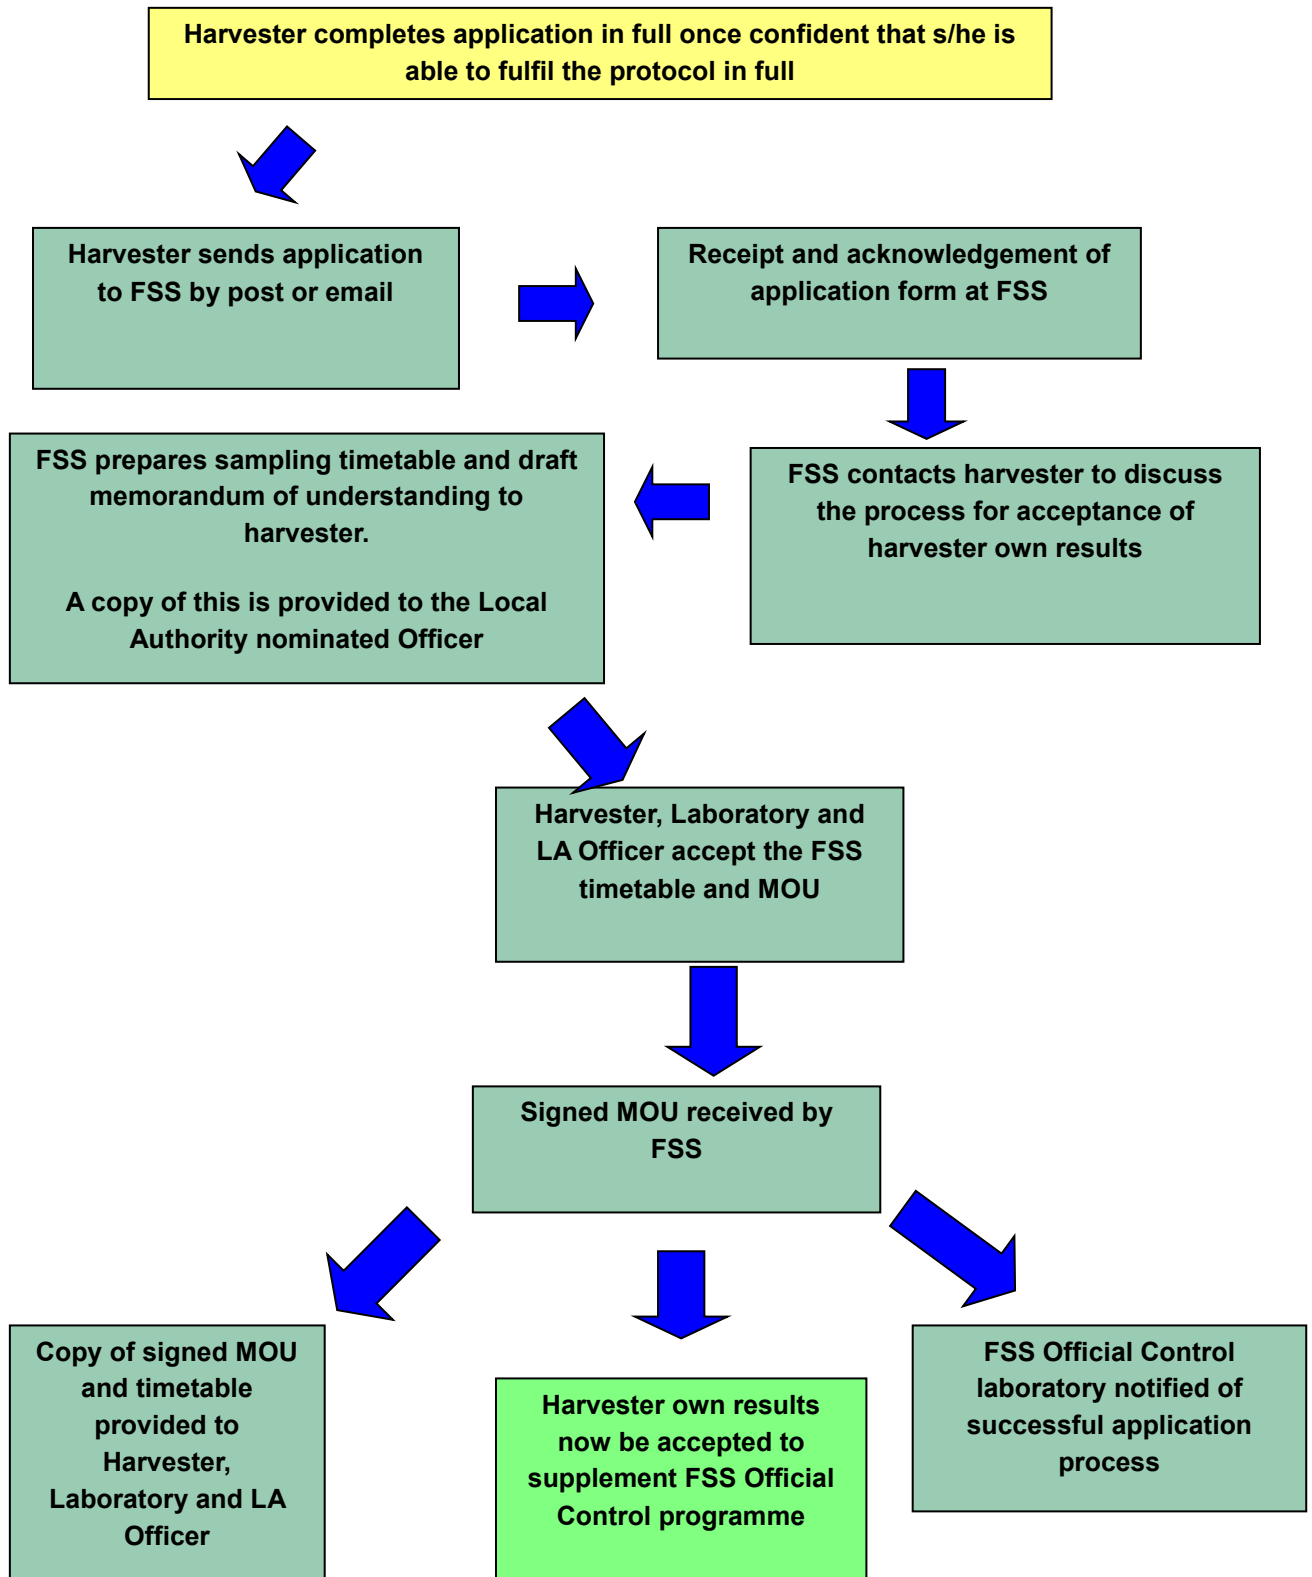 Harvester completes application in full once confident that s/he is
able to fulfil the protocol in full
Harvester sends application
to FSS by post or email
Receipt and acknowledgement of
application form at FSS
FSS contacts harvester to discuss
the process for acceptance of
harvester own results
FSS prepares sampling timetable and draft
memorandum of understanding to
harvester.
A copy of this is provided to the Local
Authority nominated Officer
Harvester, Laboratory and
LA Officer accept the FSS
timetable and MOU
Signed MOU received by
FSS
Copy of signed MOU
and timetable
provided to
Harvester,
Laboratory and LA
Officer
Harvester own results
now be accepted to
supplement FSS Official
Control programme
FSS Official Control
laboratory notified of
successful application
process